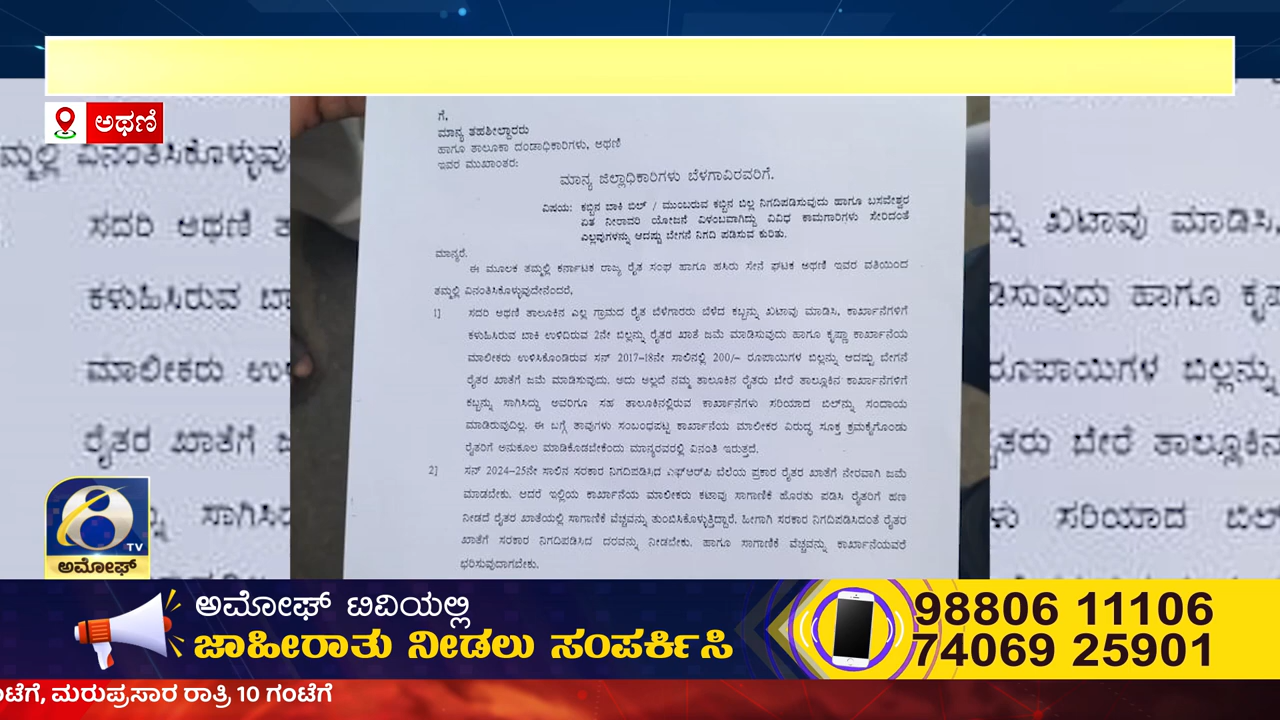 ಅಥಣಿ
ಗೆ,
ಮಾನ್ಯ ತಹಶೀಲ್ದಾರರು
ಹಾಗೂ ತಾಲೂಕಾ ದಂಡಾಧಿಕಾರಿಗಳು, ಅಥಣಿ
ಇವರ ಮುಖಾಂತರ:
ಮಾನ್ಯ ಜಿಲ್ಲಾಧಿಕಾರಿಗಳು ಬೆಳಗಾವಿರವರಿಗೆ.
ವಿಷಯ: ಕಬ್ಬಿನ ಬಾಕಿ ಬಿಲ್ / ಮುಂಬರುವ ಕಬ್ಬಿನ ಬಿಲ್ಲ ನಿಗದಿಪಡಿಸುವುದು ಹಾಗೂ ಬಸವೇಶ್ವರ
ಏತ ನೀರಾವರಿ ಯೋಜನೆ ವಿಳಂಬವಾಗಿದ್ದು ವಿವಿಧ ಕಾಮಗಾರಿಗಳು ಸೇರಿದಂತೆ
ಎಲ್ಲವುಗಳನ್ನು ಆದಷ್ಟು ಬೇಗನೆ ನಿಗದಿ ಪಡಿಸುವ ಕುರಿತು.
ಮಾನ್ಯರೆ.
ಈ ಮೂಲಕ ತಮ್ಮಲ್ಲಿ ಕರ್ನಾಟಕ ರಾಜ್ಯ ರೈತ ಸಂಘ ಹಾಗೂ ಹಸಿರು ಸೇನೆ ಘಟಕ ಅಥಣಿ ಇವರ ವತಿಯಿಂದ
ತಮ್ಮಲ್ಲಿ ವಿನಂತಿಸಿಕೊಳ್ಳುವುದೇನೆಂದರೆ,
1] ಸದರಿ ಅಥಣಿ ತಾಲೂಕಿನ ಎಲ್ಲ ಗ್ರಾಮದ ರೈತ ಬೆಳೆಗಾರರು ಬೆಳೆದ ಕಬ್ಬನ್ನು ಖಟಾವು ಮಾಡಿಸಿ, ಕಾರ್ಖಾನೆಗಳಿಗೆ
ಕಳುಹಿಸಿರುವ ಬಾಕಿ ಉಳಿದಿರುವ 2ನೇ ಬಿಲ್ಲನ್ನು ರೈತರ ಖಾತೆ ಜಮೆ ಮಾಡಿಸುವುದು ಹಾಗೂ ಕೃಷ್ಣಾ ಕಾರ್ಖಾನೆಯ
ಮಾಲೀಕರು ಉಳಿಸಿಕೊಂಡಿರುವ ಸನ್ 2017-18ನೇ ಸಾಲಿನಲ್ಲಿ 200/- ರೂಪಾಯಿಗಳ ಬಿಲ್ಲನ್ನು ಆದಷ್ಟು ಬೇಗನೆ
ರೈತರ ಖಾತೆಗೆ ಜಮೆ ಮಾಡಿಸುವುದು. ಅದು ಅಲ್ಲದೆ ನಮ್ಮ ತಾಲೂಕಿನ ರೈತರು ಬೇರೆ ತಾಲ್ಲೂಕಿನ ಕಾರ್ಖಾನೆಗಳಿಗೆ
ಕಬ್ಬನ್ನು ಸಾಗಿಸಿದ್ದು ಅವರಿಗೂ ಸಹ ತಾಲೂಕಿನಲ್ಲಿರುವ ಕಾರ್ಖಾನೆಗಳು ಸರಿಯಾದ ಬಿಲ್‌ನ್ನು ಸಂದಾಯ
ಮಾಡಿರುವುದಿಲ್ಲ. ಈ ಬಗ್ಗೆ ತಾವುಗಳು ಸಂಬಂಧಪಟ್ಟ ಕಾರ್ಖಾನೆಯ ಮಾಲೀಕರ ವಿರುದ್ಧ ಸೂಕ್ತ ಕ್ರಮಕೈಗೊಂಡು
ರೈತರಿಗೆ ಅನುಕೂಲ ಮಾಡಿಕೊಡಬೇಕೆಂದು ಮಾನ್ಯರವರಲ್ಲಿ ವಿನಂತಿ ಇರುತ್ತದೆ.
2] ಸನ್ 2024-25ನೇ ಸಾಲಿನ ಸರಕಾರ ನಿಗದಿಪಡಿಸಿದ ಎಫ್‌ಆರ್‌ಪಿ ಬೆಲೆಯ ಪ್ರಕಾರ ರೈತರ ಖಾತೆಗೆ ನೇರವಾಗಿ ಜಮೆ
ಮಾಡಬೇಕು. ಆದರೆ ಇಲ್ಲಿಯ ಕಾರ್ಖಾನೆಯ ಮಾಲೀಕರು ಕಟಾವು ಸಾಗಾಣಿಕೆ ಹೊರತು ಪಡಿಸಿ ರೈತರಿಗೆ ಹಣ
ನೀಡದೆ ರೈತರ ಖಾತೆಯಲ್ಲಿ ಸಾಗಾಣಿಕೆ ವೆಚ್ಚವನ್ನು ತುಂಬಿಸಿಕೊಳ್ಳುತ್ತಿದ್ದಾರೆ. ಹೀಗಾಗಿ ಸರಕಾರ ನಿಗದಿಪಡಿಸಿದಂತೆ ರೈತರ
ಖಾತೆಗೆ ಸರಕಾರ ನಿಗದಿಪಡಿಸಿದ ದರವನ್ನು ನೀಡಬೇಕು. ಹಾಗೂ ಸಾಗಾಣಿಕೆ ವೆಚ್ಚವನ್ನು ಕಾರ್ಖಾನೆಯವರೆ
ಭರಿಸುವುದಾಗಬೇಕು.
TV
ಅಮೋಘ್
ಅಮೋಘ್ ಟಿವಿಯಲ್ಲಿ
ಜಾಹೀರಾತು ನೀಡಲು ಸಂಪರ್ಕಿಸಿ
98806 11106
74069 25901
ಂಟೆಗೆ, ಮರುಪ್ರಸಾರ ರಾತ್ರಿ 10 ಗಂಟೆಗೆ